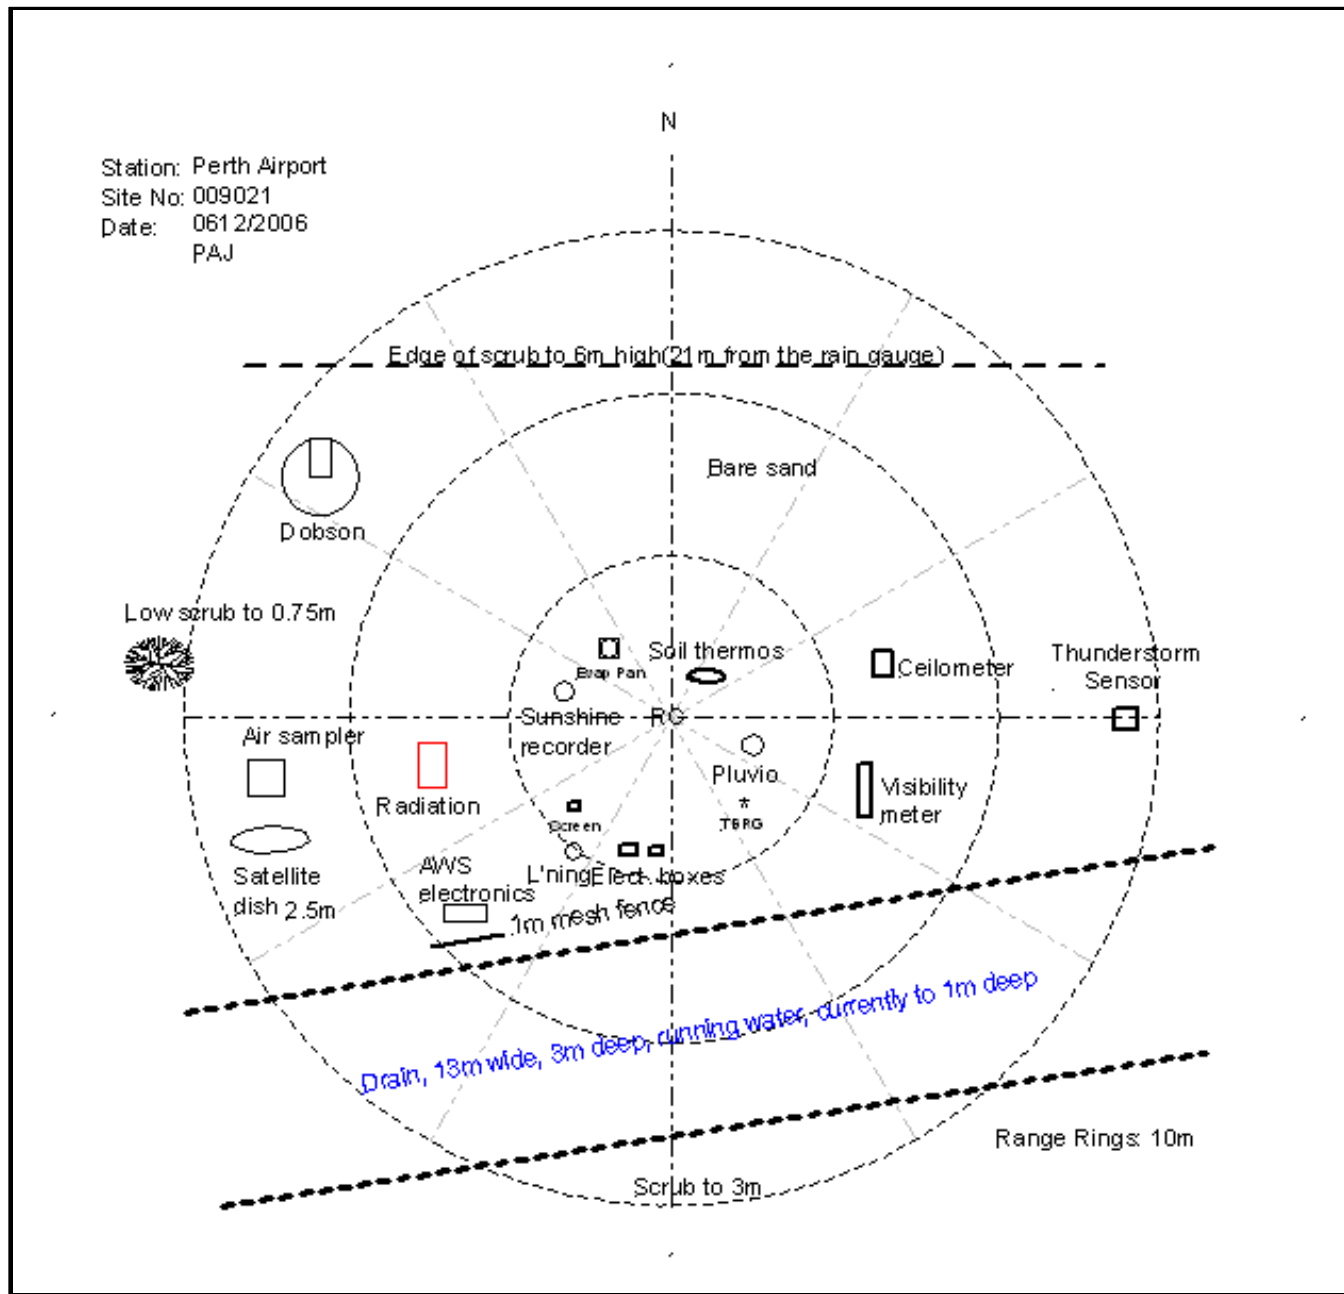 N
Station: Perth Airport
Site No: 009021
Date: 0612/2006
PAJ
Edge of scrub to 6m high(21m from the rain gauge)
Bare sand
Dobson
Low scrub to 0.75m
Soil thermos
Evap Pan
Ceilometer
Thunderstorm
Sensor
Sunshine
recorder
RG
Air sampler
Radiation
Pluvio
Visibility
meter
Screen
TBRG
Satellite
dish 2.5m
AWS
electronics
L'ning
Elect. boxes
1m mesh fence
Drain, 13m wide, 3m deep, running water, currently to 1m deep
Range Rings: 10m
Scrub to 3m